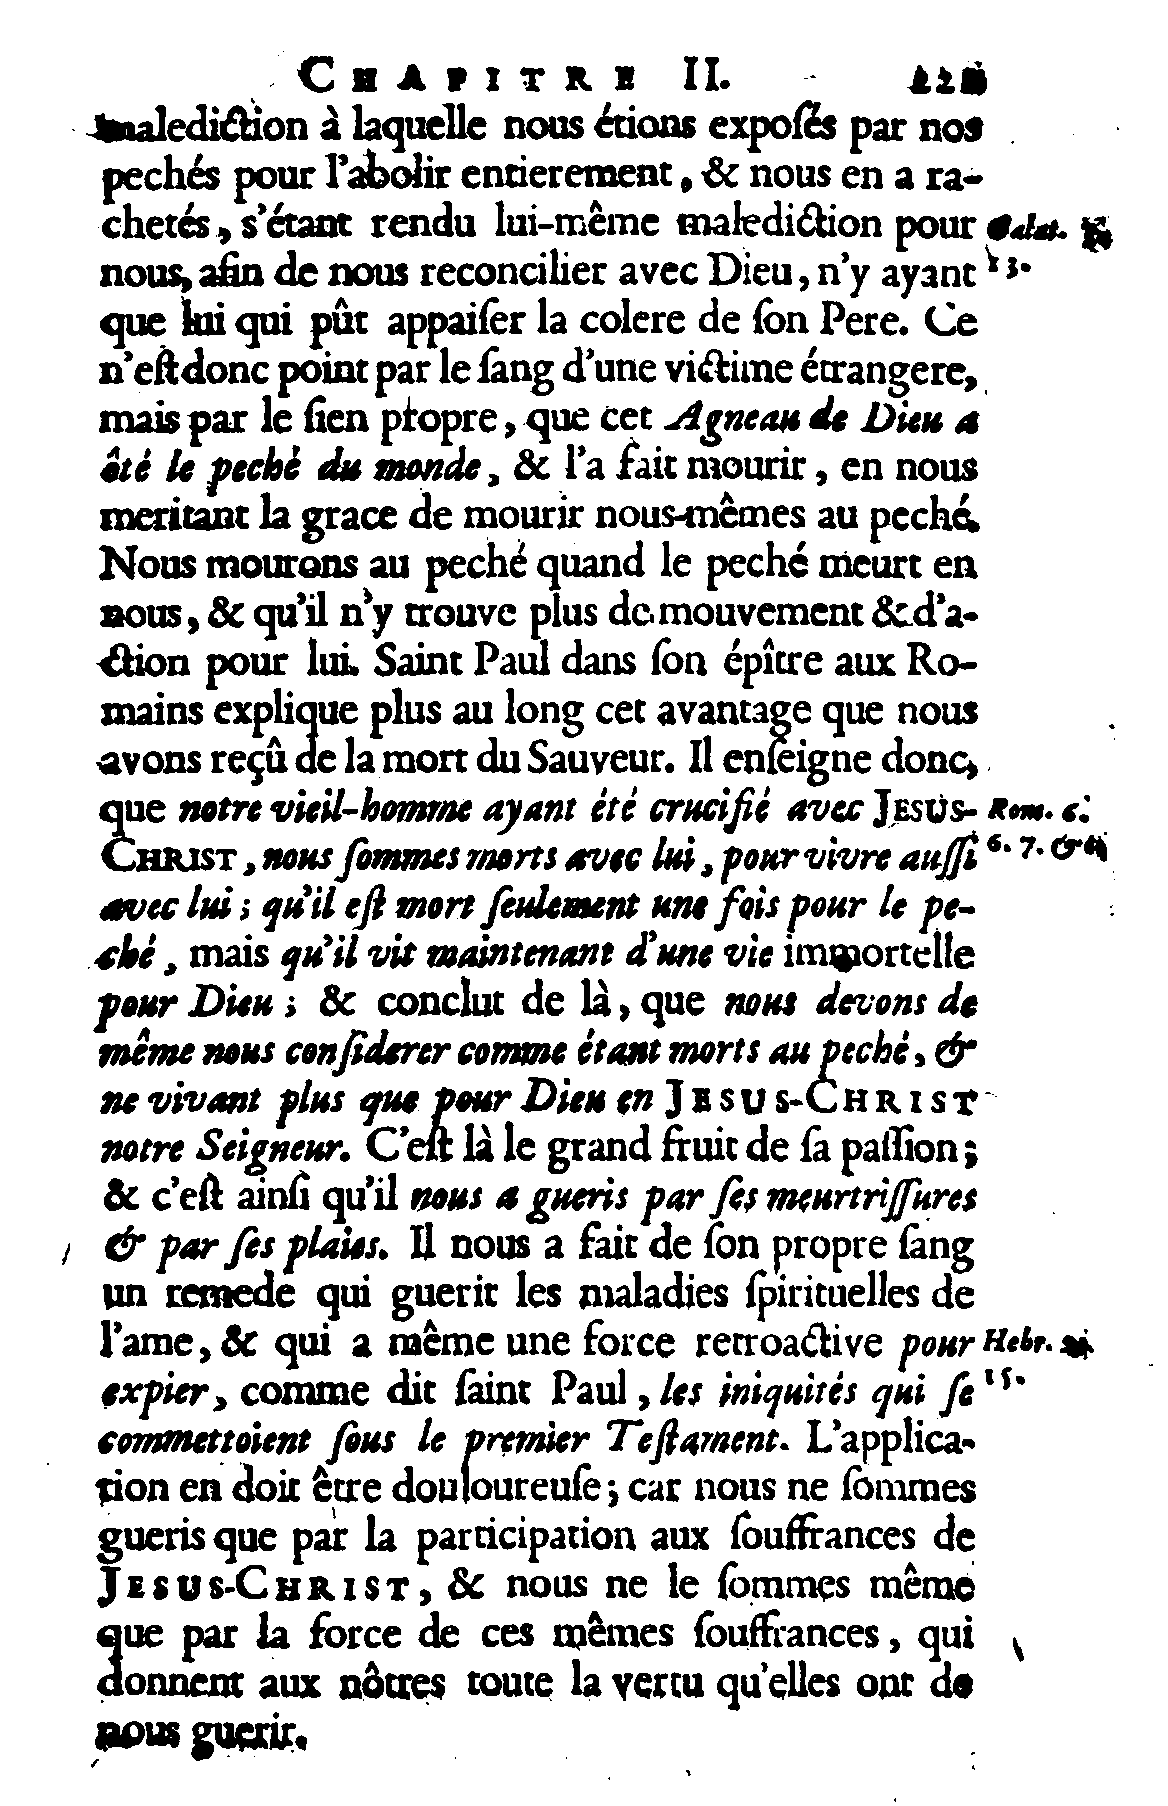 CHAPITRE II.
malediction à laquelle nous étions exposés par nos
pechés pour l'abolir entierement, & nous en a ra-
chetés, s'étant rendu lui-même malediction pour
Galat.
nous, afin de nous reconcilier avec Dieu, n'y ayant
13.
que lui qui pût appaiser la colere de son Pere. Ce
n'est donc point par le sang d'une victime étrangere,
mais par le sien propre, que cet Agneau de Dieu a
ôté le peché du monde, & l'a fait mourir, en nous
meritant la grace de mourir nous-mêmes au peché.
Nous mourons au peché quand le peché meurt en
nous, & qu'il n'y trouve plus de mouvement & d'a-
ction pour lui. Saint Paul dans son épître aux Ro-
mains explique plus au long cet avantage que nous
avons reçû de la mort du Sauveur. Il enseigne donc,
que notre vieil-homme ayant été crucifié avec JESUS-
Rom. 6.
CHRIST, nous sommes morts avec lui, pour vivre aussi
6. 7. &
avec lui; qu'il est mort seulement une fois pour le pe-
ché, mais qu'il vit maintenant d'une vie immortelle
pour Dieu; & conclut de là, que nous devons de
même nous considerer comme étant morts au peché, &
ne vivant plus que pour Dieu en JESUS-CHRIST
notre Seigneur. C'est là le grand fruit de sa passion;
& c'est ainsi qu'il nous a gueris par ses meurtrissures
& par ses plaies. Il nous a fait de son propre sang
un remede qui guerit les maladies spirituelles de
l'ame, & qui a même une force retroactive pour
Hebr.
expier, comme dit saint Paul, les iniquités qui se
15.
commettoient sous le premier Testament. L'applica-
tion en doit être douloureuse; car nous ne sommes
gueris que par la participation aux souffrances de
JESUS-CHRIST, & nous ne le sommes même
que par la force de ces mêmes souffrances, qui
donnent aux nôtres toute la vertu qu'elles ont de
nous guerir.